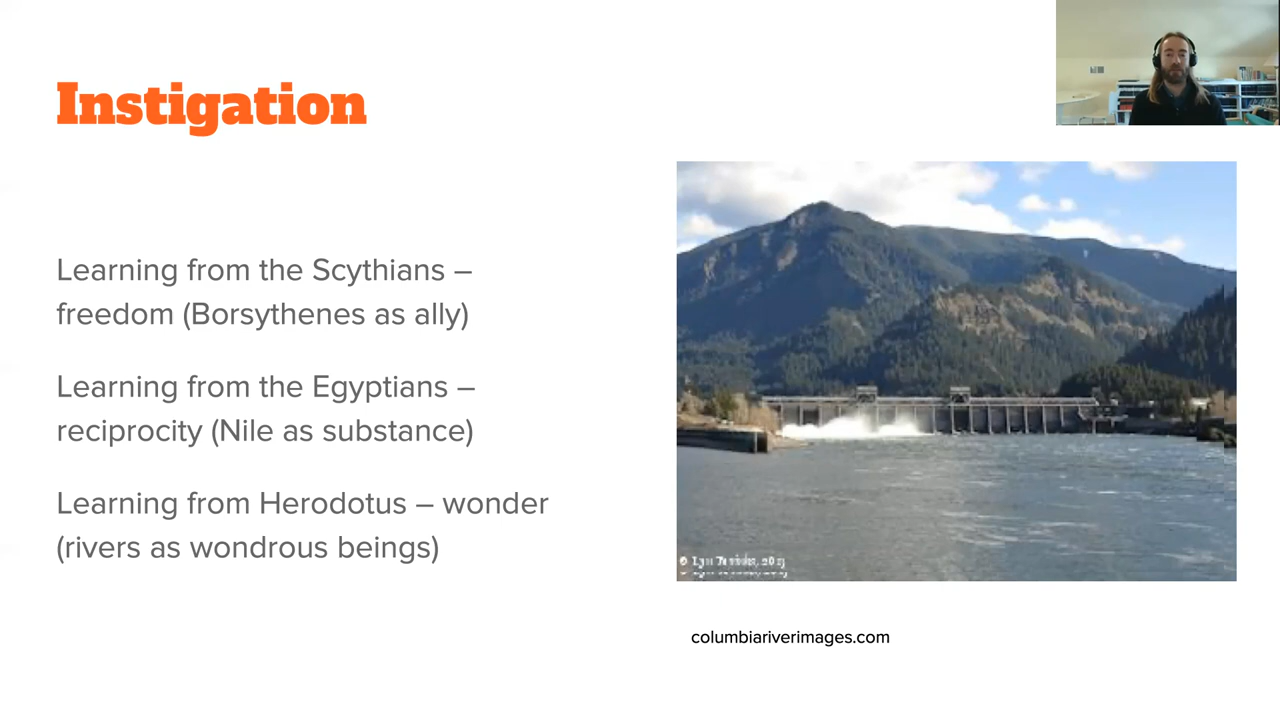 Instigation
Learning from the Scythians –
freedom (Borsythenes as ally)
Learning from the Egyptians –
reciprocity (Nile as substance)
Learning from Herodotus – wonder
(rivers as wondrous beings)
columbiariverimages.com